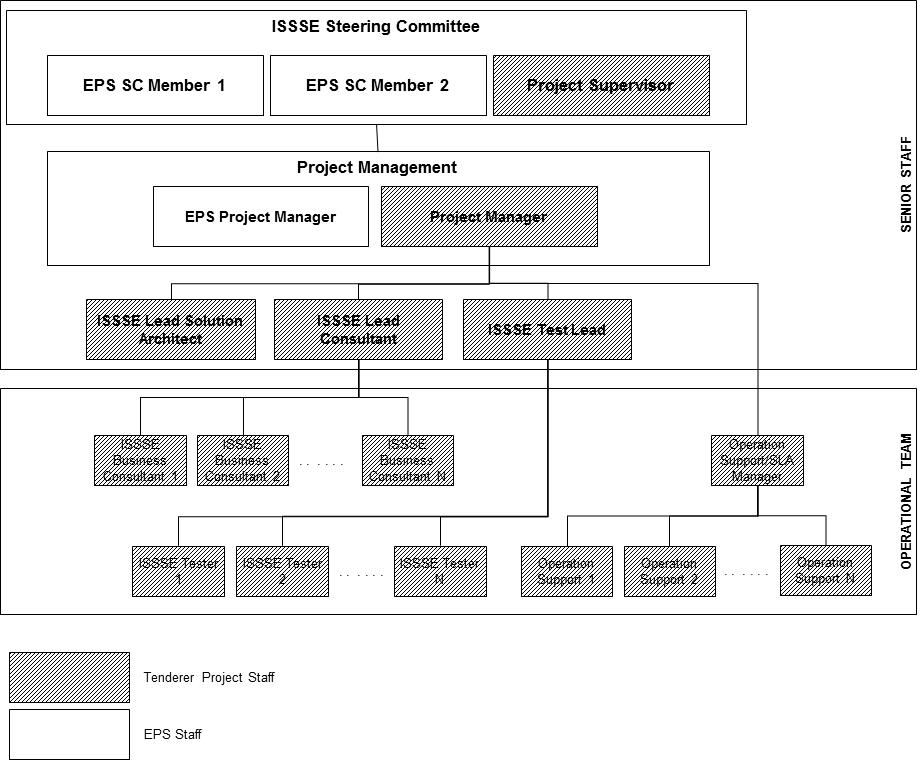 ISSSE Steering Committee
EPS SC Member 1
EPS SC Member 2
Project Supervisor
Project Management
EPS Project Manager
Project Manager
SENIOR STAFF
ISSSE Lead Solution
Architect
ISSSE Lead
Consultant
ISSSE Test Lead
ISSSE
Business
Consultant 1
ISSSE
Business
Consultant 2
.. .....
ISSSE
Business
Consultant N
Operation
Support/SLA
Manager
OPERATIONAL TEAM
ISSSE Tester
1
ISSSE Tester
2
.. .....
ISSSE Tester
N
Operation
Support 1
Operation
Support 2
.. .....
Operation
Support N
Tenderer Project Staff
EPS Staff